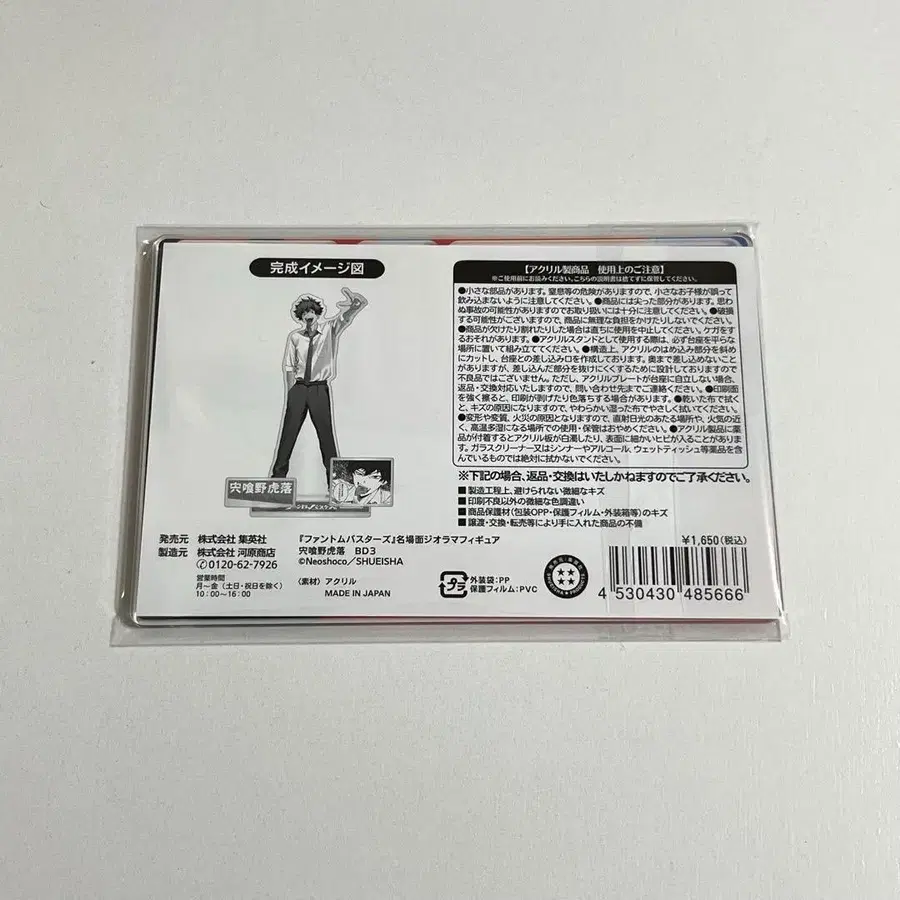 完成イメージ図
宍喰野虎落
【アクリル製商品 使用上のご注意】
※ご使用前にお読みください。こちらの説明書は捨てずに保管してください。
●小さな部品があります。窒息等の危険がありますので、小さなお子様が誤って
飲み込まないように注意してください。●商品には尖った部分があります。思わ
ぬ事故の可能性がありますのでお取り扱いには十分に注意してください。●破損
する可能性がございますので、商品に無理な負担をかけたりしないでください。
●商品が欠けたり割れたりした場合は直ちに使用を中止してください。ケガをす
るおそれがあります。●アクリルスタンドとして使用する際は、必ず台座を平らな
場所に置いて組み立ててください。●構造上、アクリルのはめ込み部分を斜め
にカットし、台座との差し込み口を作成しております。奥まで差し込めないこと
がありますが、差し込んだ部分を抜けにくくするために設計しておりますので
不良品ではございません。ただし、アクリルプレートが台座に自立しない場合、
返品・交換対応いたしますので、問い合わせ先までご連絡ください。●印刷面
を強く擦ると、印刷が剥げたり色落ちする場合があります。●乾いた布で拭く
と、キズの原因になりますので、やわらかい湿った布でやさしく拭いてください。
●変形や変質、火災の原因となりますので、直射日光のあたる場所や、火気の近
く、高温多湿になる場所での使用・保管はおやめください。●アクリル製品に薬
品が付着するとアクリル板が白濁したり、表面に細かいヒビが入ることがありま
す。ガラスクリーナー又はシンナーやアルコール、ウェットティッシュ等薬品を含
んでいるものでは絶対に拭かないでください。
※下記の場合、返品・交換はいたしかねますのでご了承ください。
■製造工程上、避けられない微細なキズ
■印刷不良以外の微細な色調違い
■商品保護材(包装OPP・保護フィルム・外装箱等)のキズ
■譲渡・交換・転売等により手に入れた商品の不備
発売元 株式会社 集英社
製造元 株式会社 河原商店
✆0120-62-7926
営業時間
月〜金(土日・祝日を除く)
10:00〜16:00
『ファントムバスターズ』名場面ジオラマフィギュア
宍喰野虎落 BD3
©Neoshoco/SHUEISHA
〈素材〉アクリル
MADE IN JAPAN
プラ
外装袋:PP
保護フィルム:PVC
¥1,650(税込)
4 530430 485666